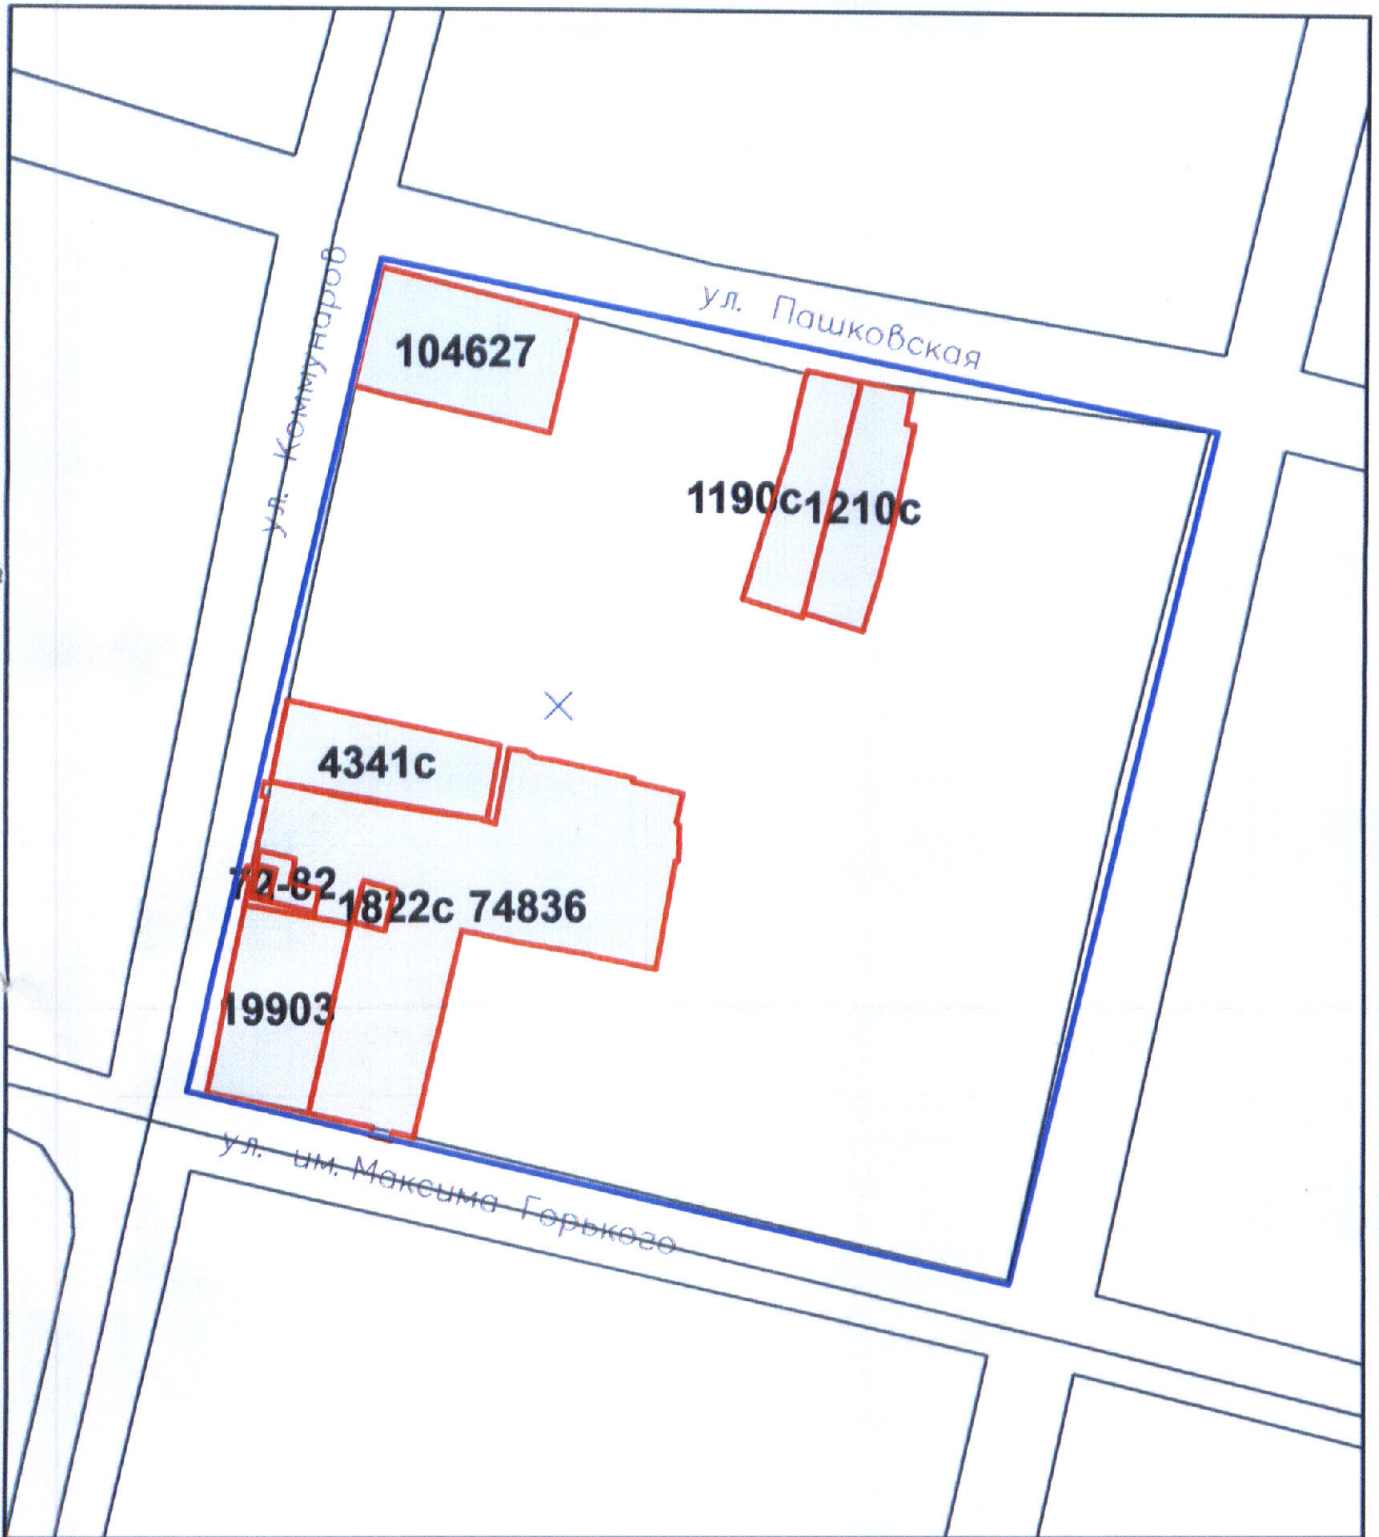 ул. Коммунаров
ул. Пашковская
104627
1190с
1210с
4341с
1822с
74836
19903
ул. им. Максима Горького